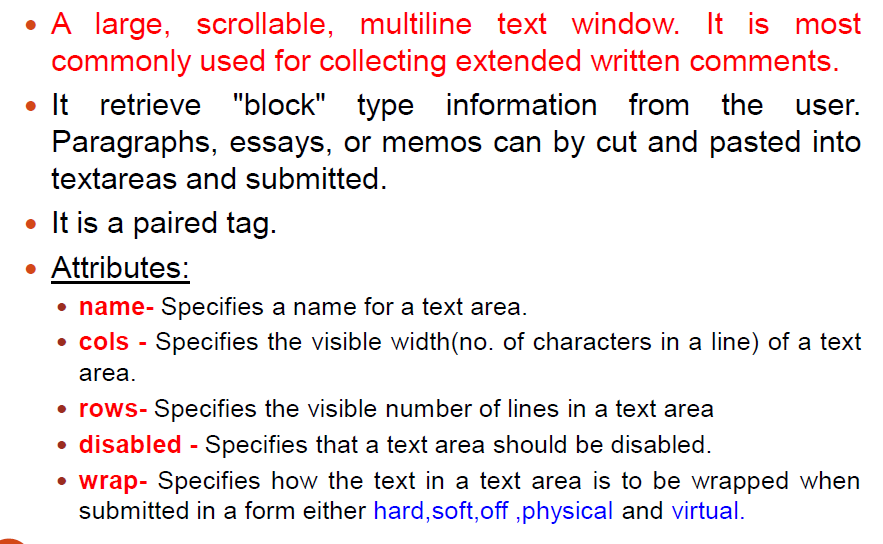 • A large, scrollable, multiline text window. It is most
commonly used for collecting extended written comments.
• It retrieve "block" type information from the user.
Paragraphs, essays, or memos can by cut and pasted into
textareas and submitted.
• It is a paired tag.
• Attributes:
• name- Specifies a name for a text area.
• cols - Specifies the visible width(no. of characters in a line) of a text
area.
• rows- Specifies the visible number of lines in a text area
• disabled - Specifies that a text area should be disabled.
• wrap- Specifies how the text in a text area is to be wrapped when
submitted in a form either hard,soft,off ,physical and virtual.